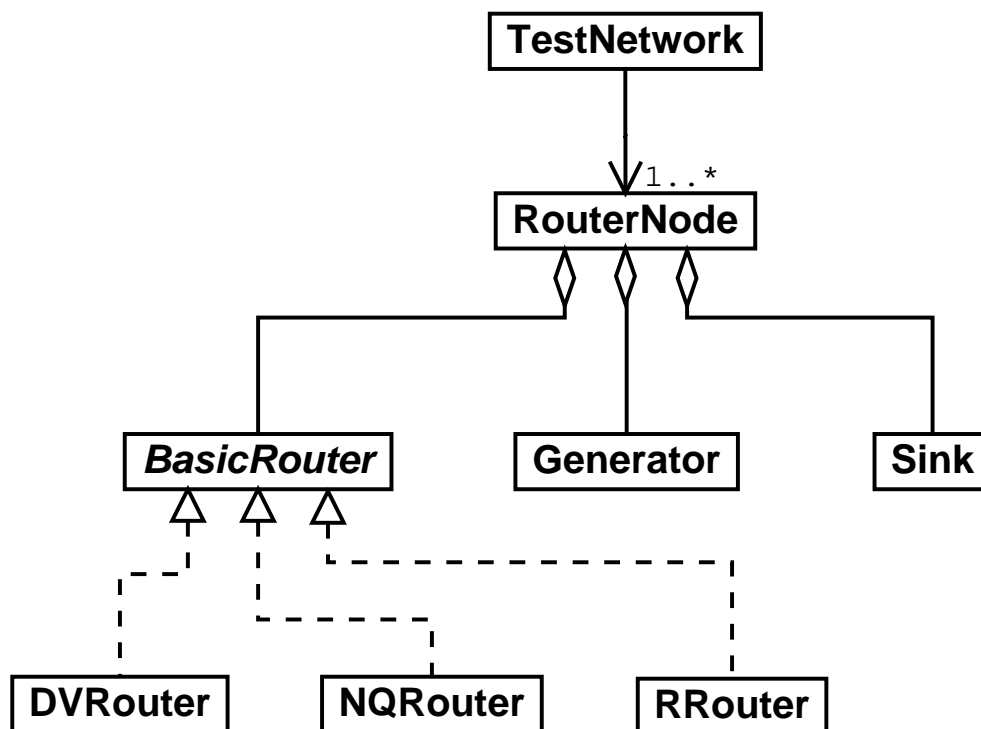 TestNetwork
1..*
RouterNode
BasicRouter
Generator
Sink
DVRouter
NQRouter
RRouter